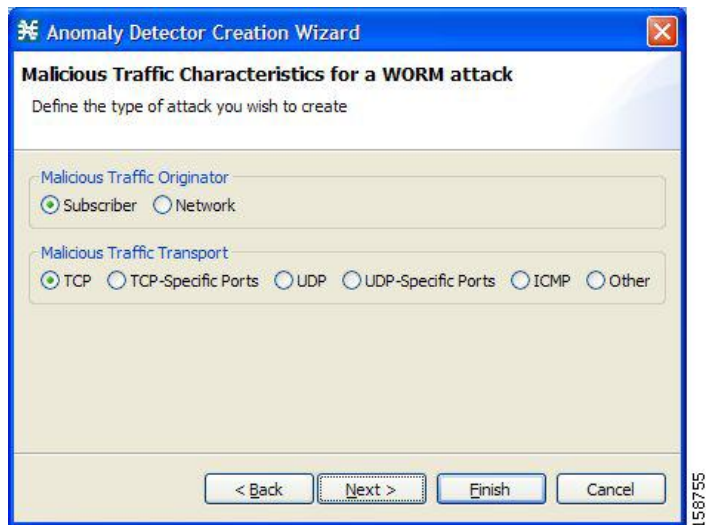 Anomaly Detector Creation Wizard
Malicious Traffic Characteristics for a WORM attack
Define the type of attack you wish to create
Malicious Traffic Originator
Subscriber Network
Malicious Traffic Transport
TCP TCP-Specific Ports UDP UDP-Specific Ports ICMP Other
< Back Next > Finish Cancel
158755